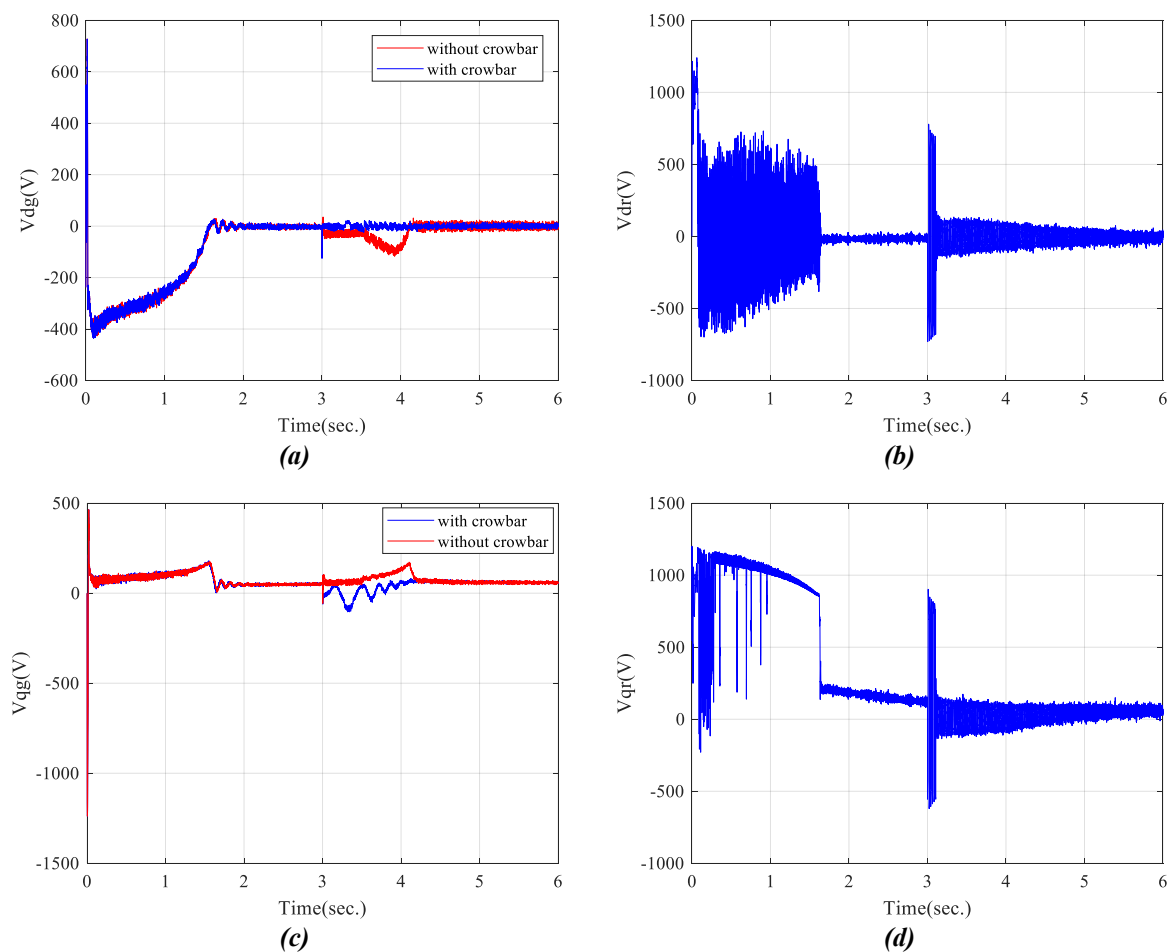 800
600
400
200
0
-200
-400
-600
Vdg(V)
without crowbar
with crowbar
0 1 2 3 4 5 6
Time(sec.)
(a)
1500
1000
500
0
-500
-1000
Vdr(V)
0 1 2 3 4 5 6
Time(sec.)
(b)
500
0
-500
-1000
-1500
Vqg(V)
with crowbar
without crowbar
0 1 2 3 4 5 6
Time(sec.)
(c)
1500
1000
500
0
-500
-1000
Vqr(V)
0 1 2 3 4 5 6
Time(sec.)
(d)